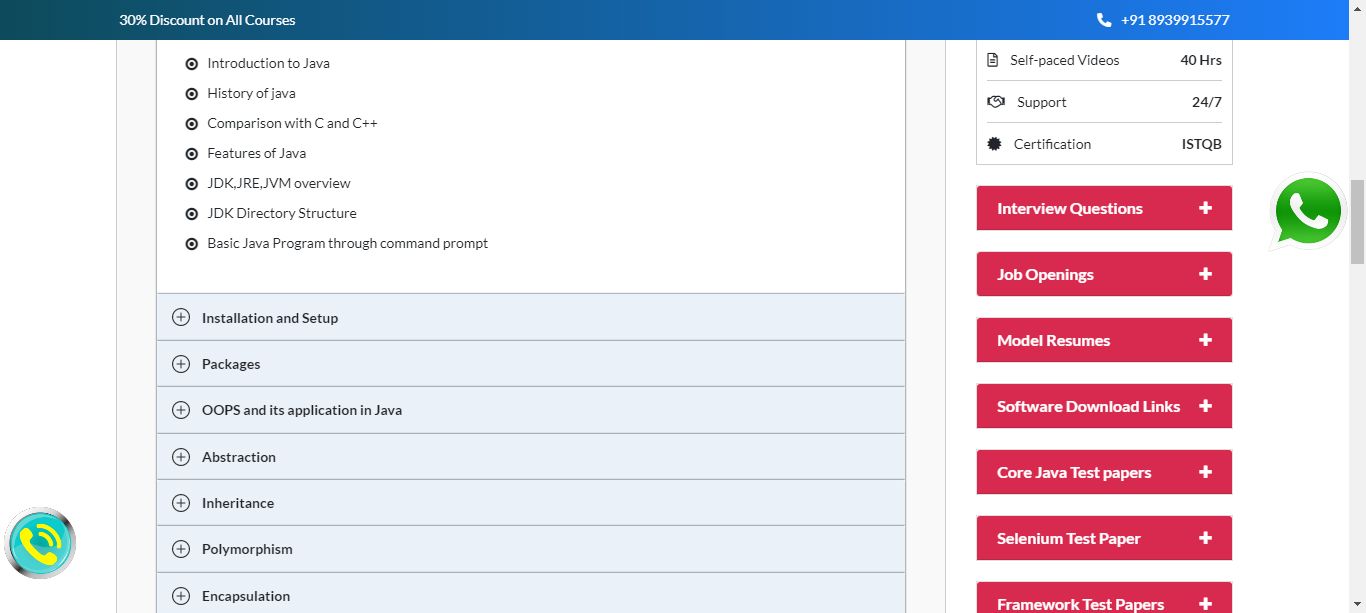 30% Discount on All Courses
+91 8939915577
Introduction to Java
History of java
Comparison with C and C++
Features of Java
JDK,JRE,JVM overview
JDK Directory Structure
Basic Java Program through command prompt
Installation and Setup
Packages
OOPS and its application in Java
Abstraction
Inheritance
Polymorphism
Encapsulation
Self-paced Videos 40 Hrs
Support 24/7
Certification ISTQB
Interview Questions
Job Openings
Model Resumes
Software Download Links
Core Java Test papers
Selenium Test Paper
Framework Test Papers